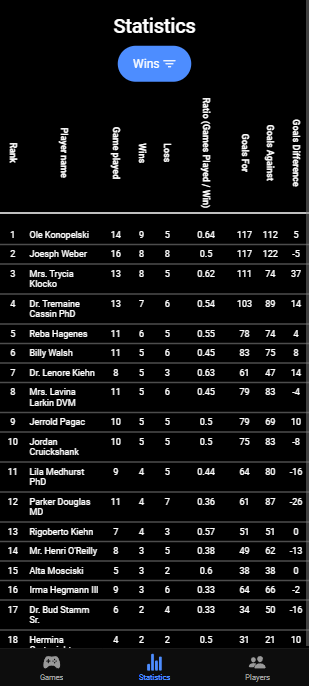 Statistics
Wins
Rank Player name Game played Wins Loss Ratio (Games Played / Win) Goals For Goals Against Goals Difference
1 Ole Konopelski 14 9 5 0.64 117 112 5
2 Joesph Weber 16 8 8 0.5 117 122 -5
3 Mrs. Trycia 13 8 5 0.62 111 74 37
Klocko
4 Dr. Tremaine 13 7 6 0.54 103 89 14
Cassin PhD
5 Reba Hagenes 11 6 5 0.55 78 74 4
6 Billy Walsh 11 5 6 0.45 83 75 8
7 Dr. Lenore Kiehn 8 5 3 0.63 61 47 14
8 Mrs. Lavina 11 5 6 0.45 79 83 -4
Larkin DVM
9 Jerrold Pagac 10 5 5 0.5 79 69 10
10 Jordan 10 5 5 0.5 75 83 -8
Cruickshank
11 Lila Medhurst 9 4 5 0.44 64 80 -16
PhD
12 Parker Douglas 11 4 7 0.36 61 87 -26
MD
13 Rigoberto Kiehn 7 4 3 0.57 51 51 0
14 Mr. Henri O'Reilly 8 3 5 0.38 49 62 -13
15 Alta Mosciski 5 3 2 0.6 38 38 0
16 Irma Hegmann III 9 3 6 0.33 64 66 -2
17 Dr. Bud Stamm 6 2 4 0.33 34 50 -16
Sr.
18 Hermina 4 2 2 0.5 31 21 10
Games Statistics Players